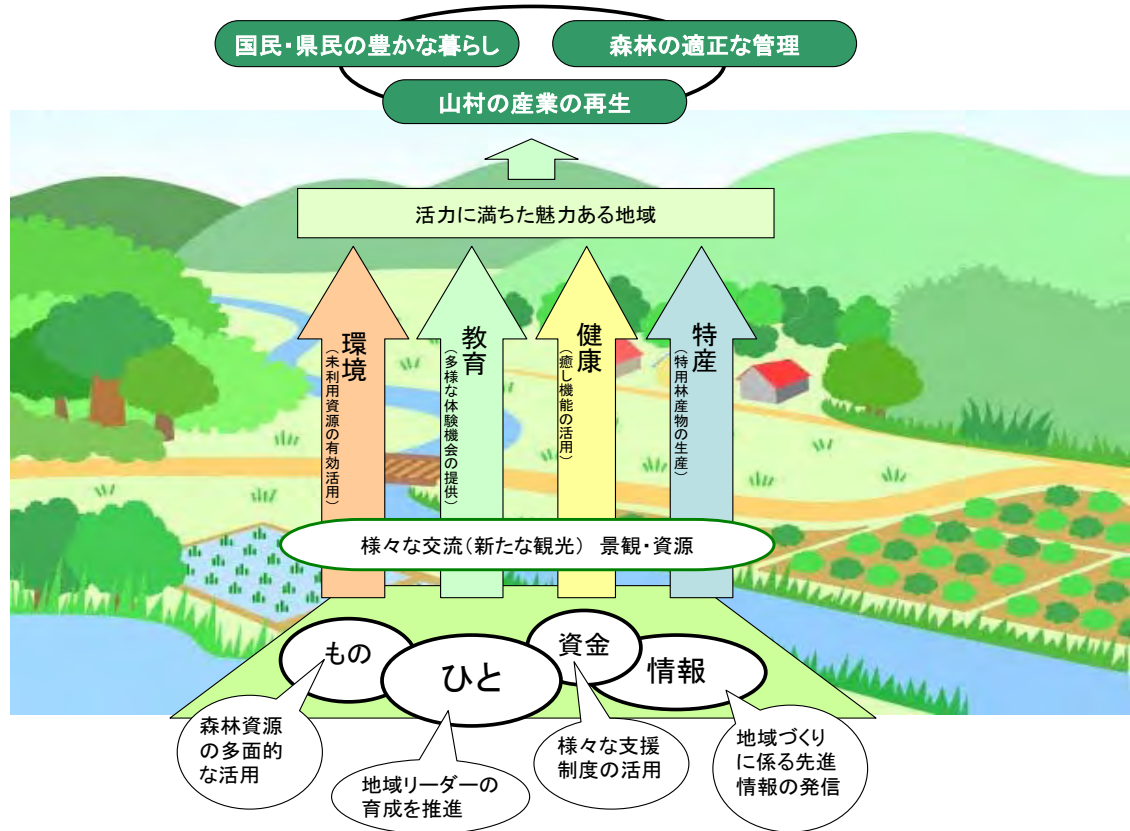 国民・県民の豊かな暮らし
森林の適正な管理
山村の産業の再生
活力に満ちた魅力ある地域
環境
（未利用資源の有効活用）
教育
（多様な体験機会の提供）
健康
（癒し機能の活用）
特産
（特用林産物の生産）
様々な交流（新たな観光）　景観・資源
もの
ひと
資金
情報
森林資源
の多面的
な活用
地域リーダーの
育成を推進
様々な支援
制度の活用
地域づくり
に係る先進
情報の発信